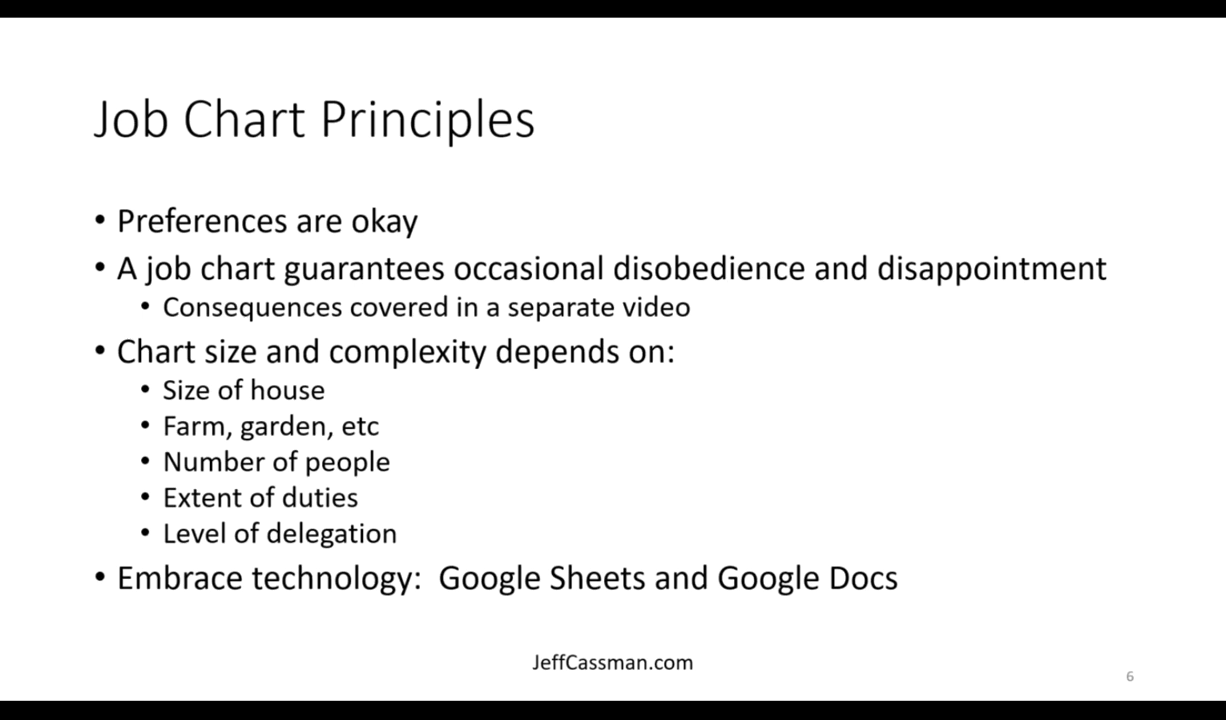 Job Chart Principles
• Preferences are okay
• A job chart guarantees occasional disobedience and disappointment
• Consequences covered in a separate video
• Chart size and complexity depends on:
• Size of house
• Farm, garden, etc
• Number of people
• Extent of duties
• Level of delegation
• Embrace technology:  Google Sheets and Google Docs
JeffCassman.com
6